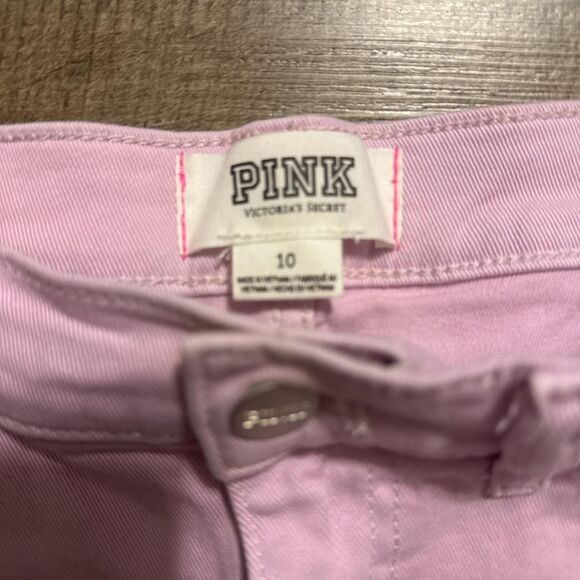 PINK
VICTORIA'S SECRET
10
MADE IN VIETNAM / FABRIQUÉ AU
VIETNAM / HECHO EN VIETNAM